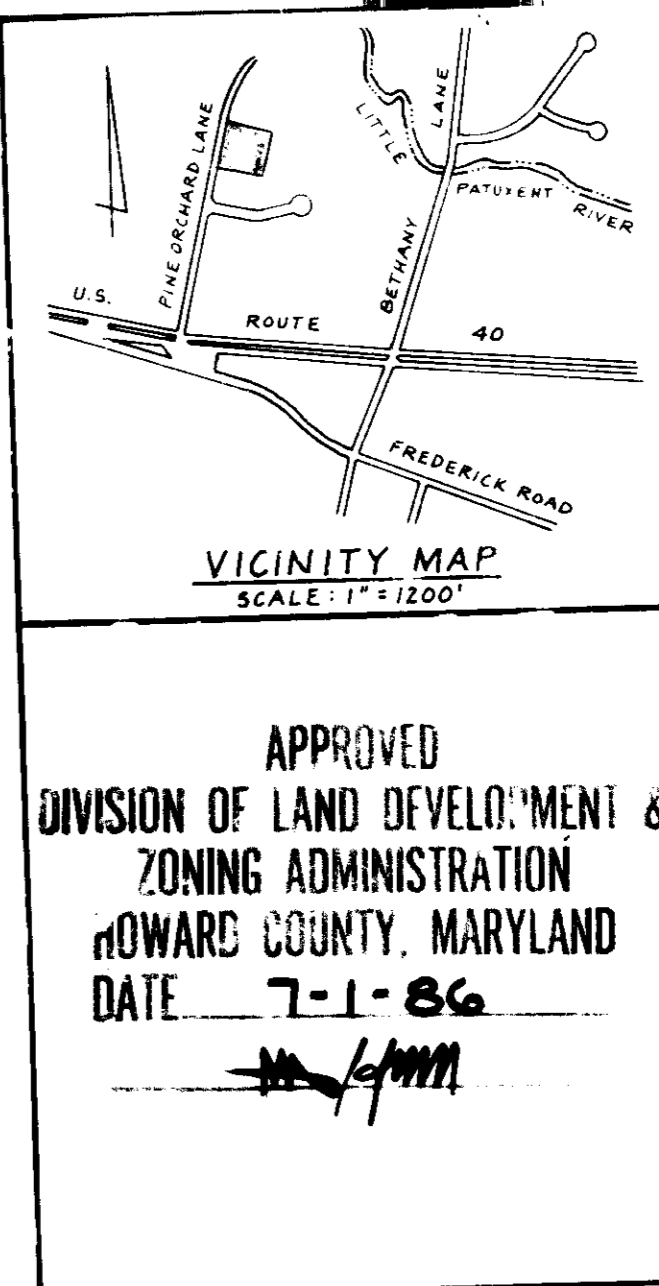 PINE ORCHARD LANE
LITTLE
PATUXENT
RIVER
BETHANY
LANE
U.S.
ROUTE
40
FREDERICK ROAD
VICINITY MAP
SCALE: 1" = 1200'
APPROVED
DIVISION OF LAND DEVELOPMENT &
ZONING ADMINISTRATION
HOWARD COUNTY, MARYLAND
DATE 7-1-86